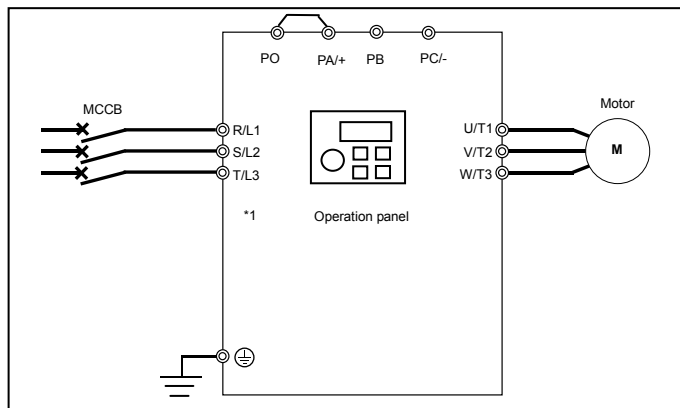 PO PA/+ PB PC/-
MCCB
Motor
R/L1
S/L2
T/L3
U/T1
V/T2
W/T3
M
*1
Operation panel